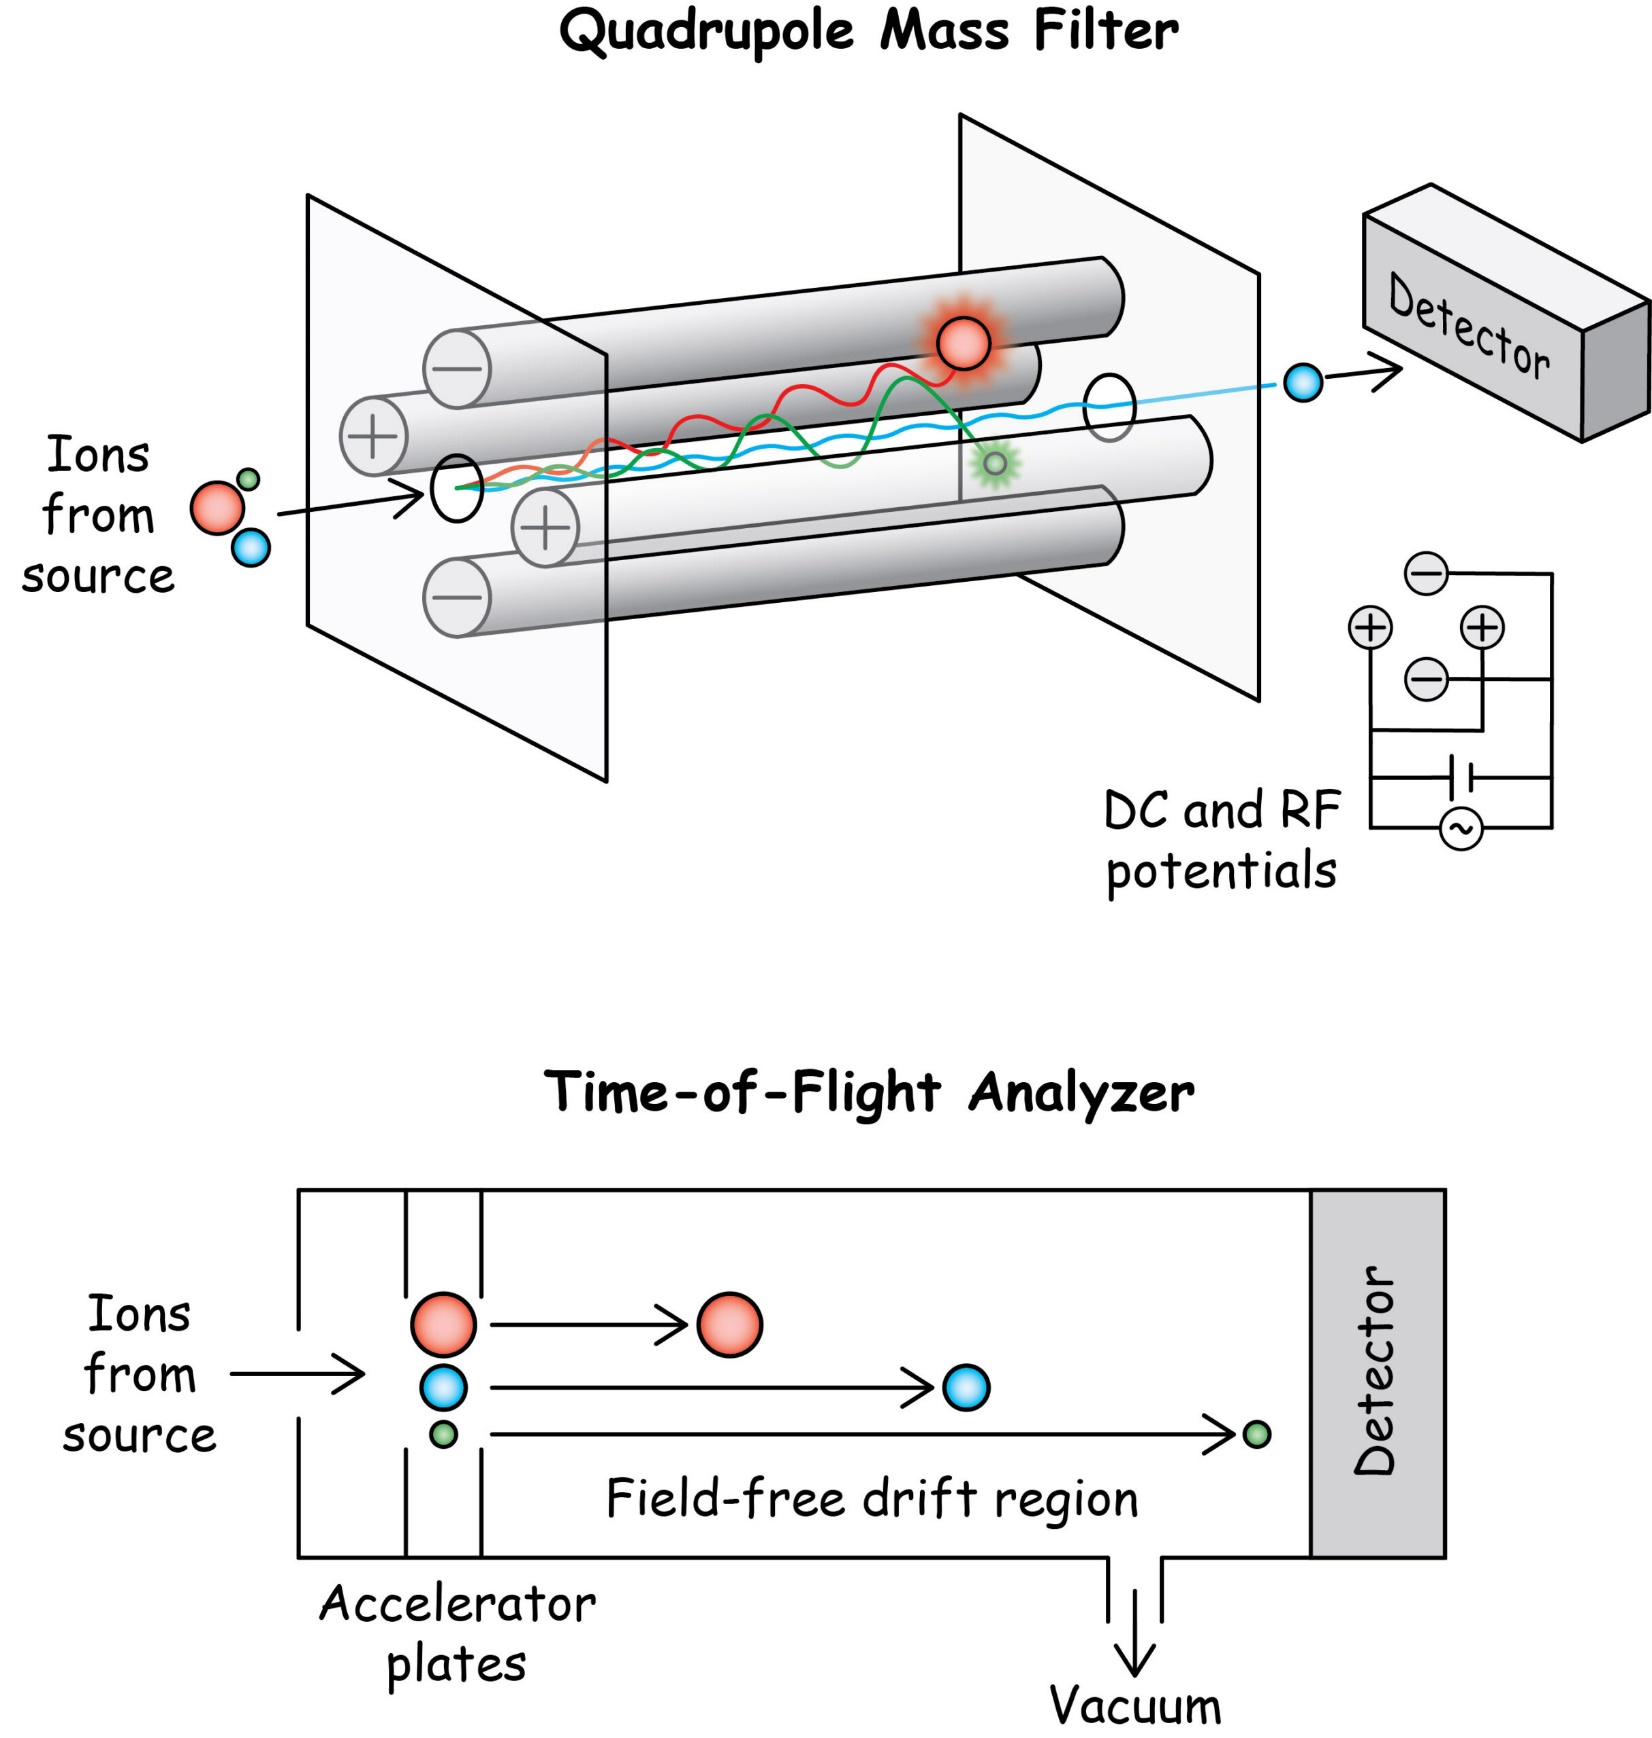 Quadrupole Mass Filter
Ions
from
source
Detector
DC and RF
potentials
Time-of-Flight Analyzer
Ions
from
source
Detector
Field-free drift region
Accelerator
plates
Vacuum